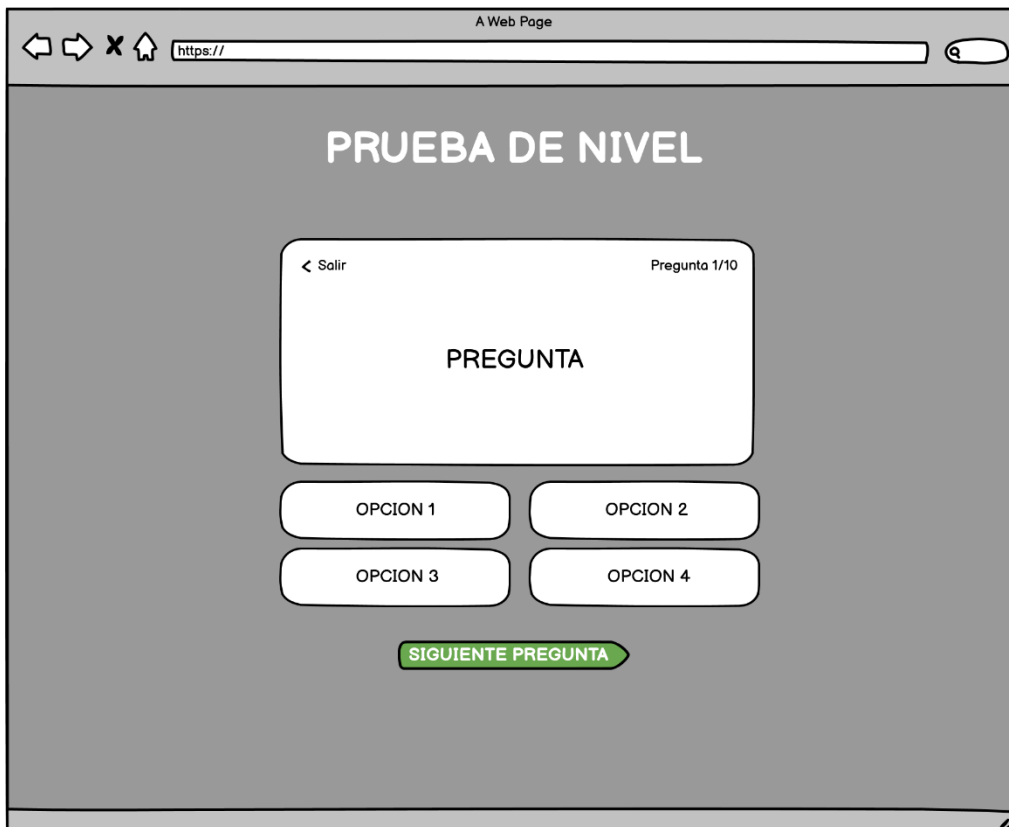 A Web Page
https://
PRUEBA DE NIVEL
Salir
Pregunta 1/10
PREGUNTA
OPCION 1
OPCION 2
OPCION 3
OPCION 4
SIGUIENTE PREGUNTA